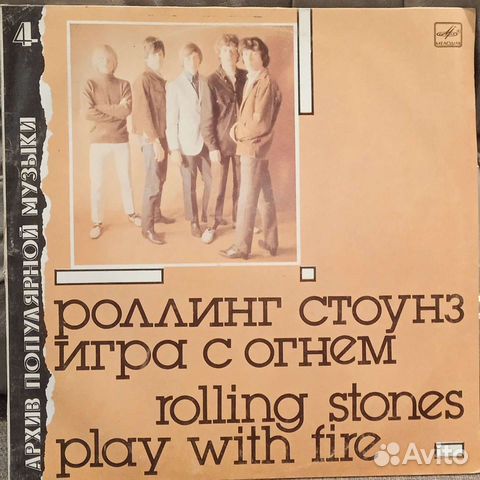 4
АРХИВ ПОПУЛЯРНОЙ МУЗЫКИ
МЕЛОДИЯ
РОЛЛИНГ СТОУНЗ
ИГРА С ОГНЕМ
rolling stones
play with fire
Avito